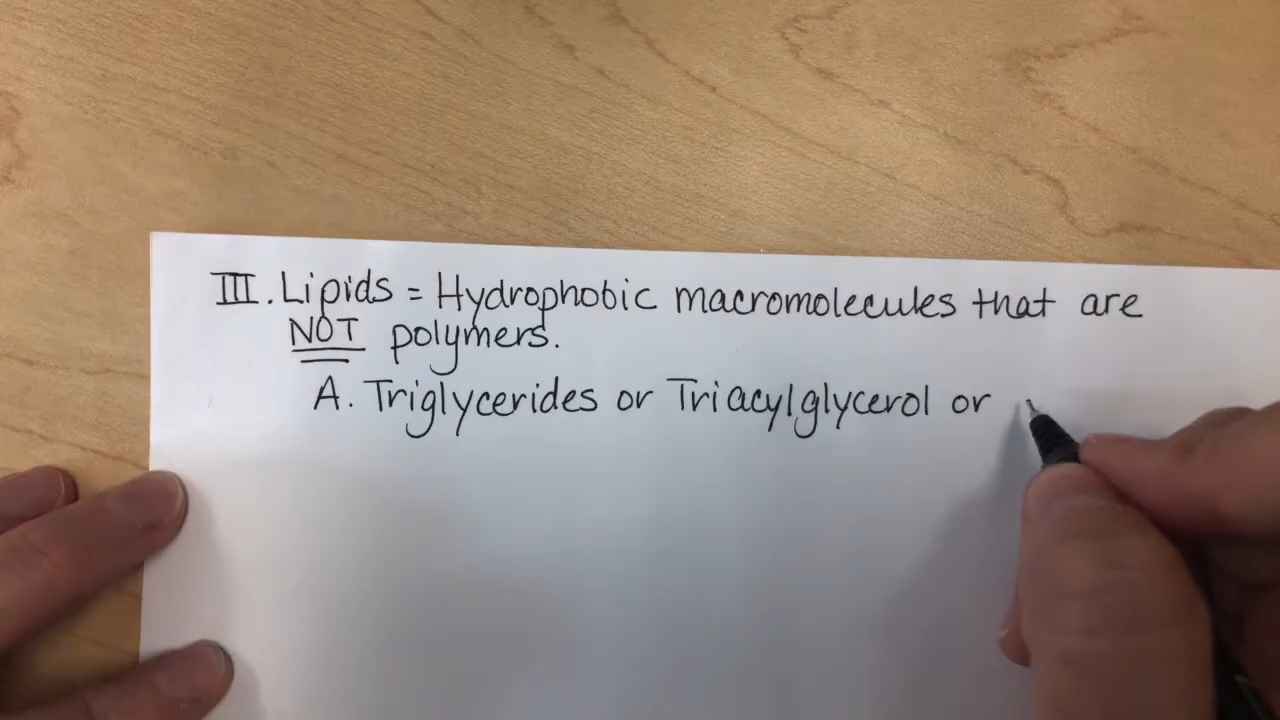 III. Lipids = Hydrophobic macromolecules that are
NOT polymers.
A. Triglycerides or Triacylglycerol or